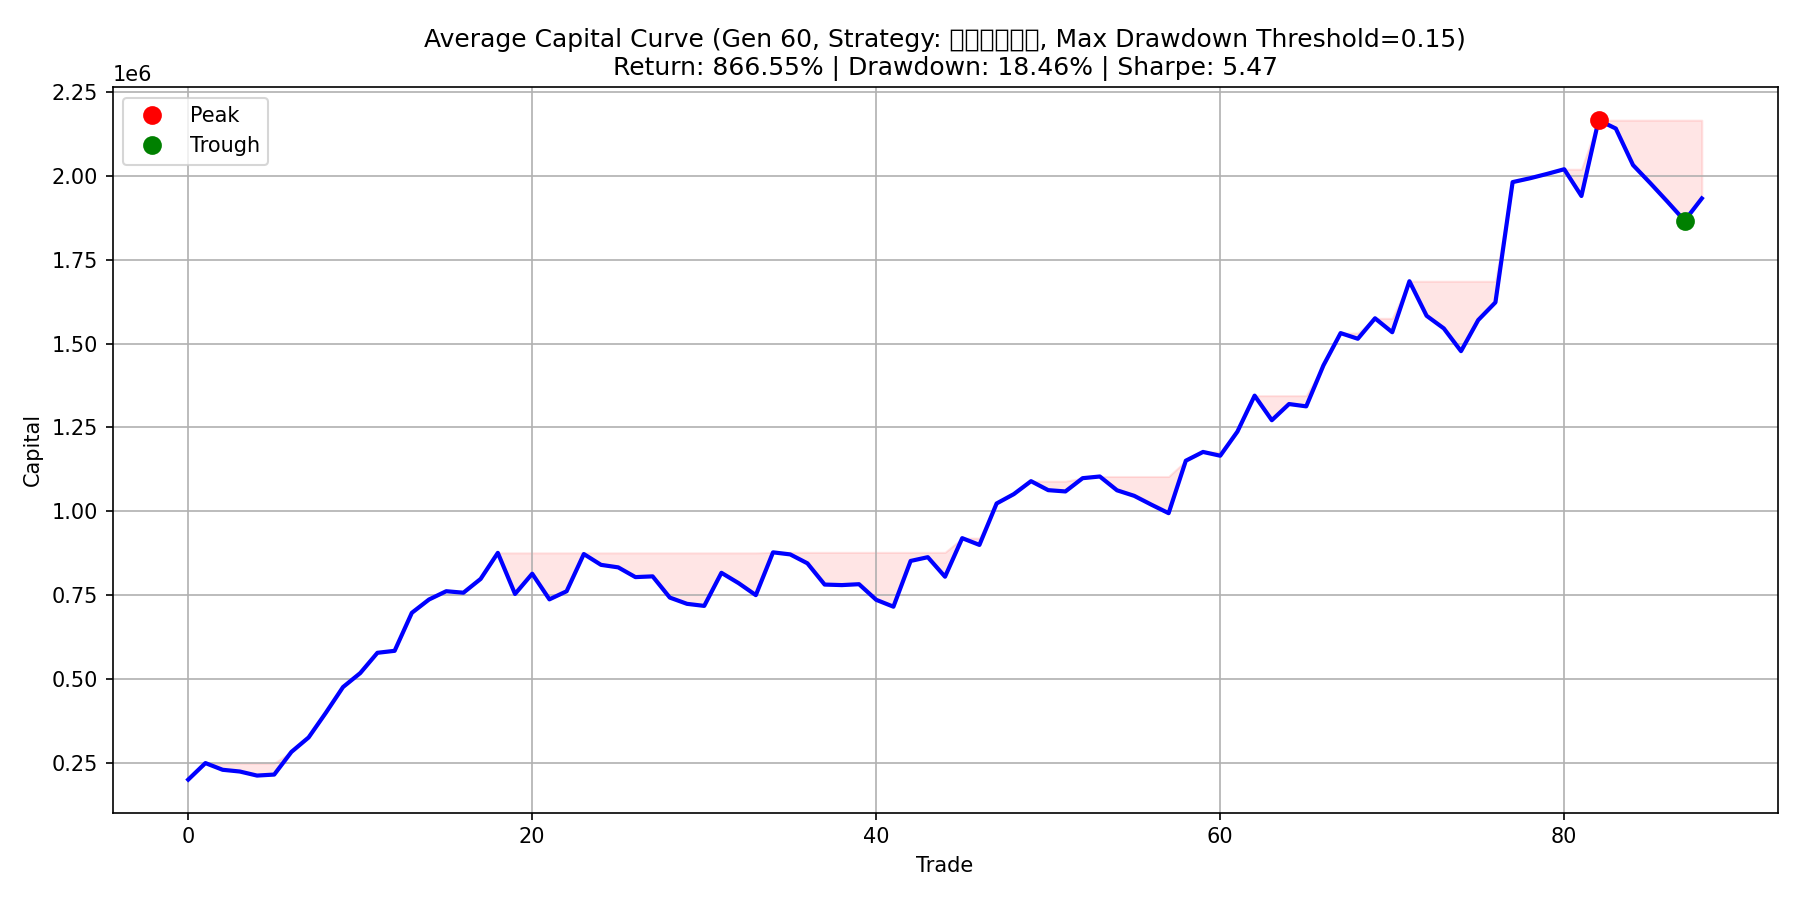 Average Capital Curve (Gen 60, Strategy: □□□□□□, Max Drawdown Threshold=0.15)
Return: 866.55% | Drawdown: 18.46% | Sharpe: 5.47
1e6
2.25
2.00
1.75
1.50
1.25
1.00
0.75
0.50
0.25
Capital
Peak
Trough
0
20
40
60
80
Trade